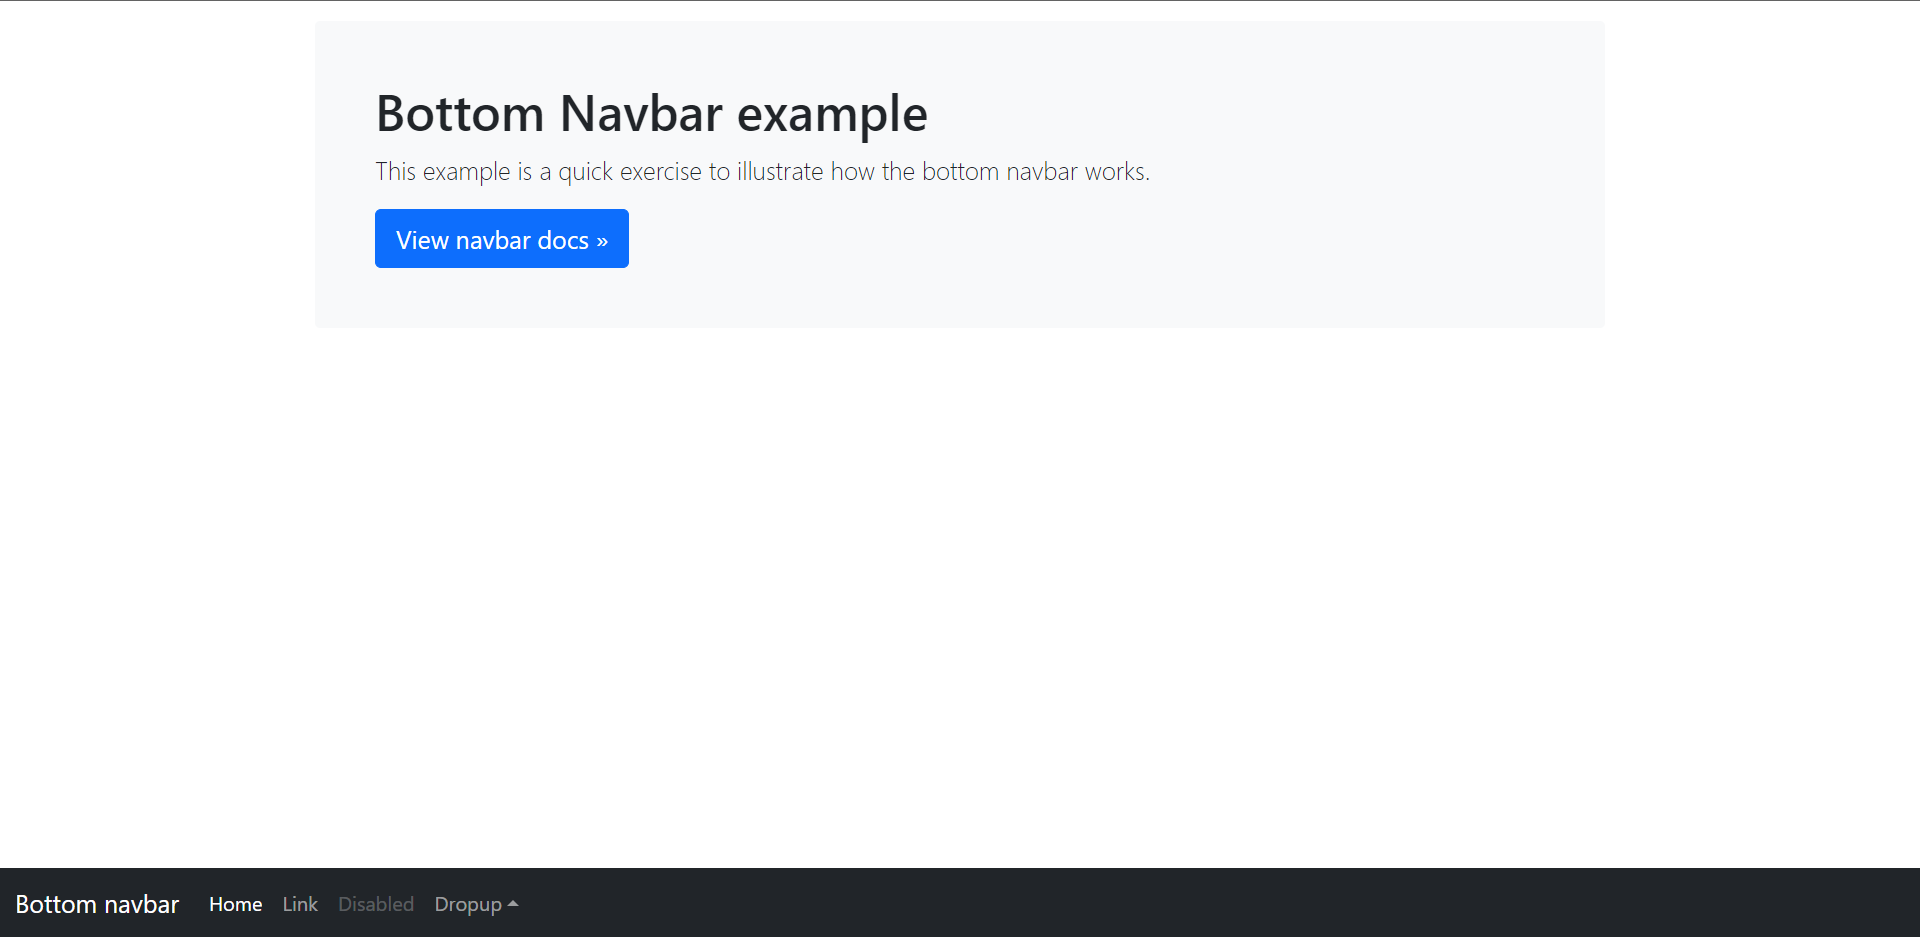 Bottom Navbar example
This example is a quick exercise to illustrate how the bottom navbar works.
View navbar docs »
Bottom navbar Home Link Disabled Dropup